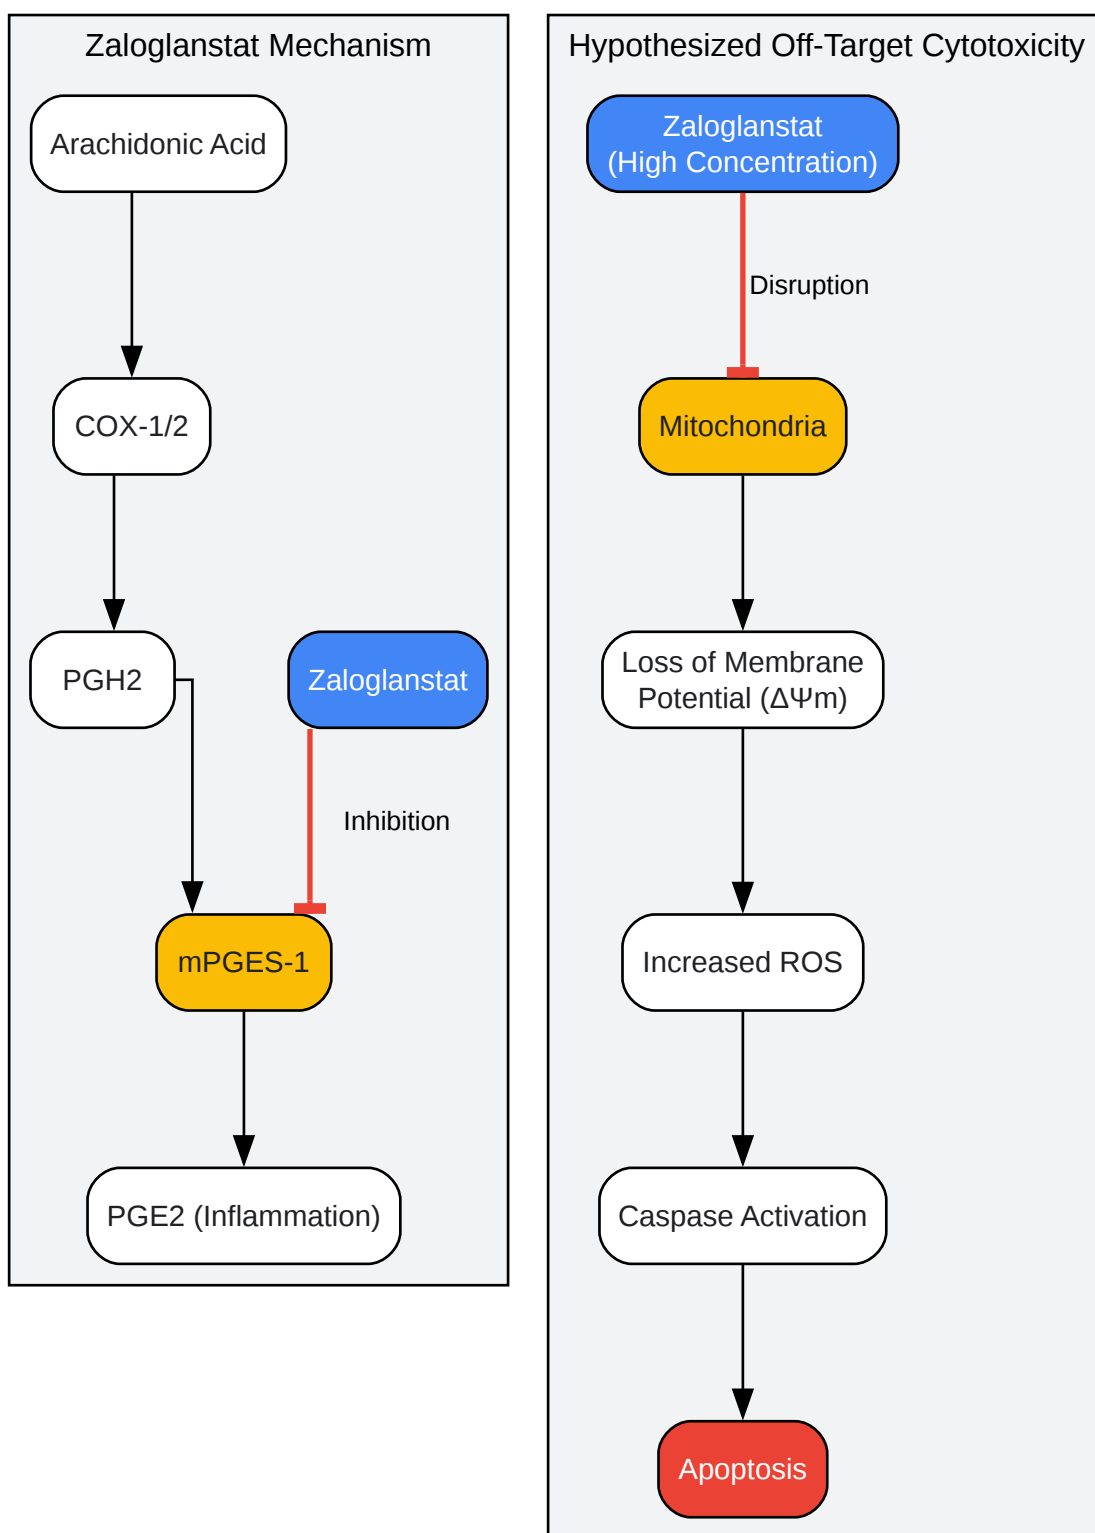 Zaloglanstat Mechanism
Arachidonic Acid
COX-1/2
PGH2
Zaloglanstat
Inhibition
mPGES-1
PGE2 (Inflammation)
Hypothesized Off-Target Cytotoxicity
Zaloglanstat
(High Concentration)
Disruption
Mitochondria
Loss of Membrane
Potential (ΔΨm)
Increased ROS
Caspase Activation
Apoptosis